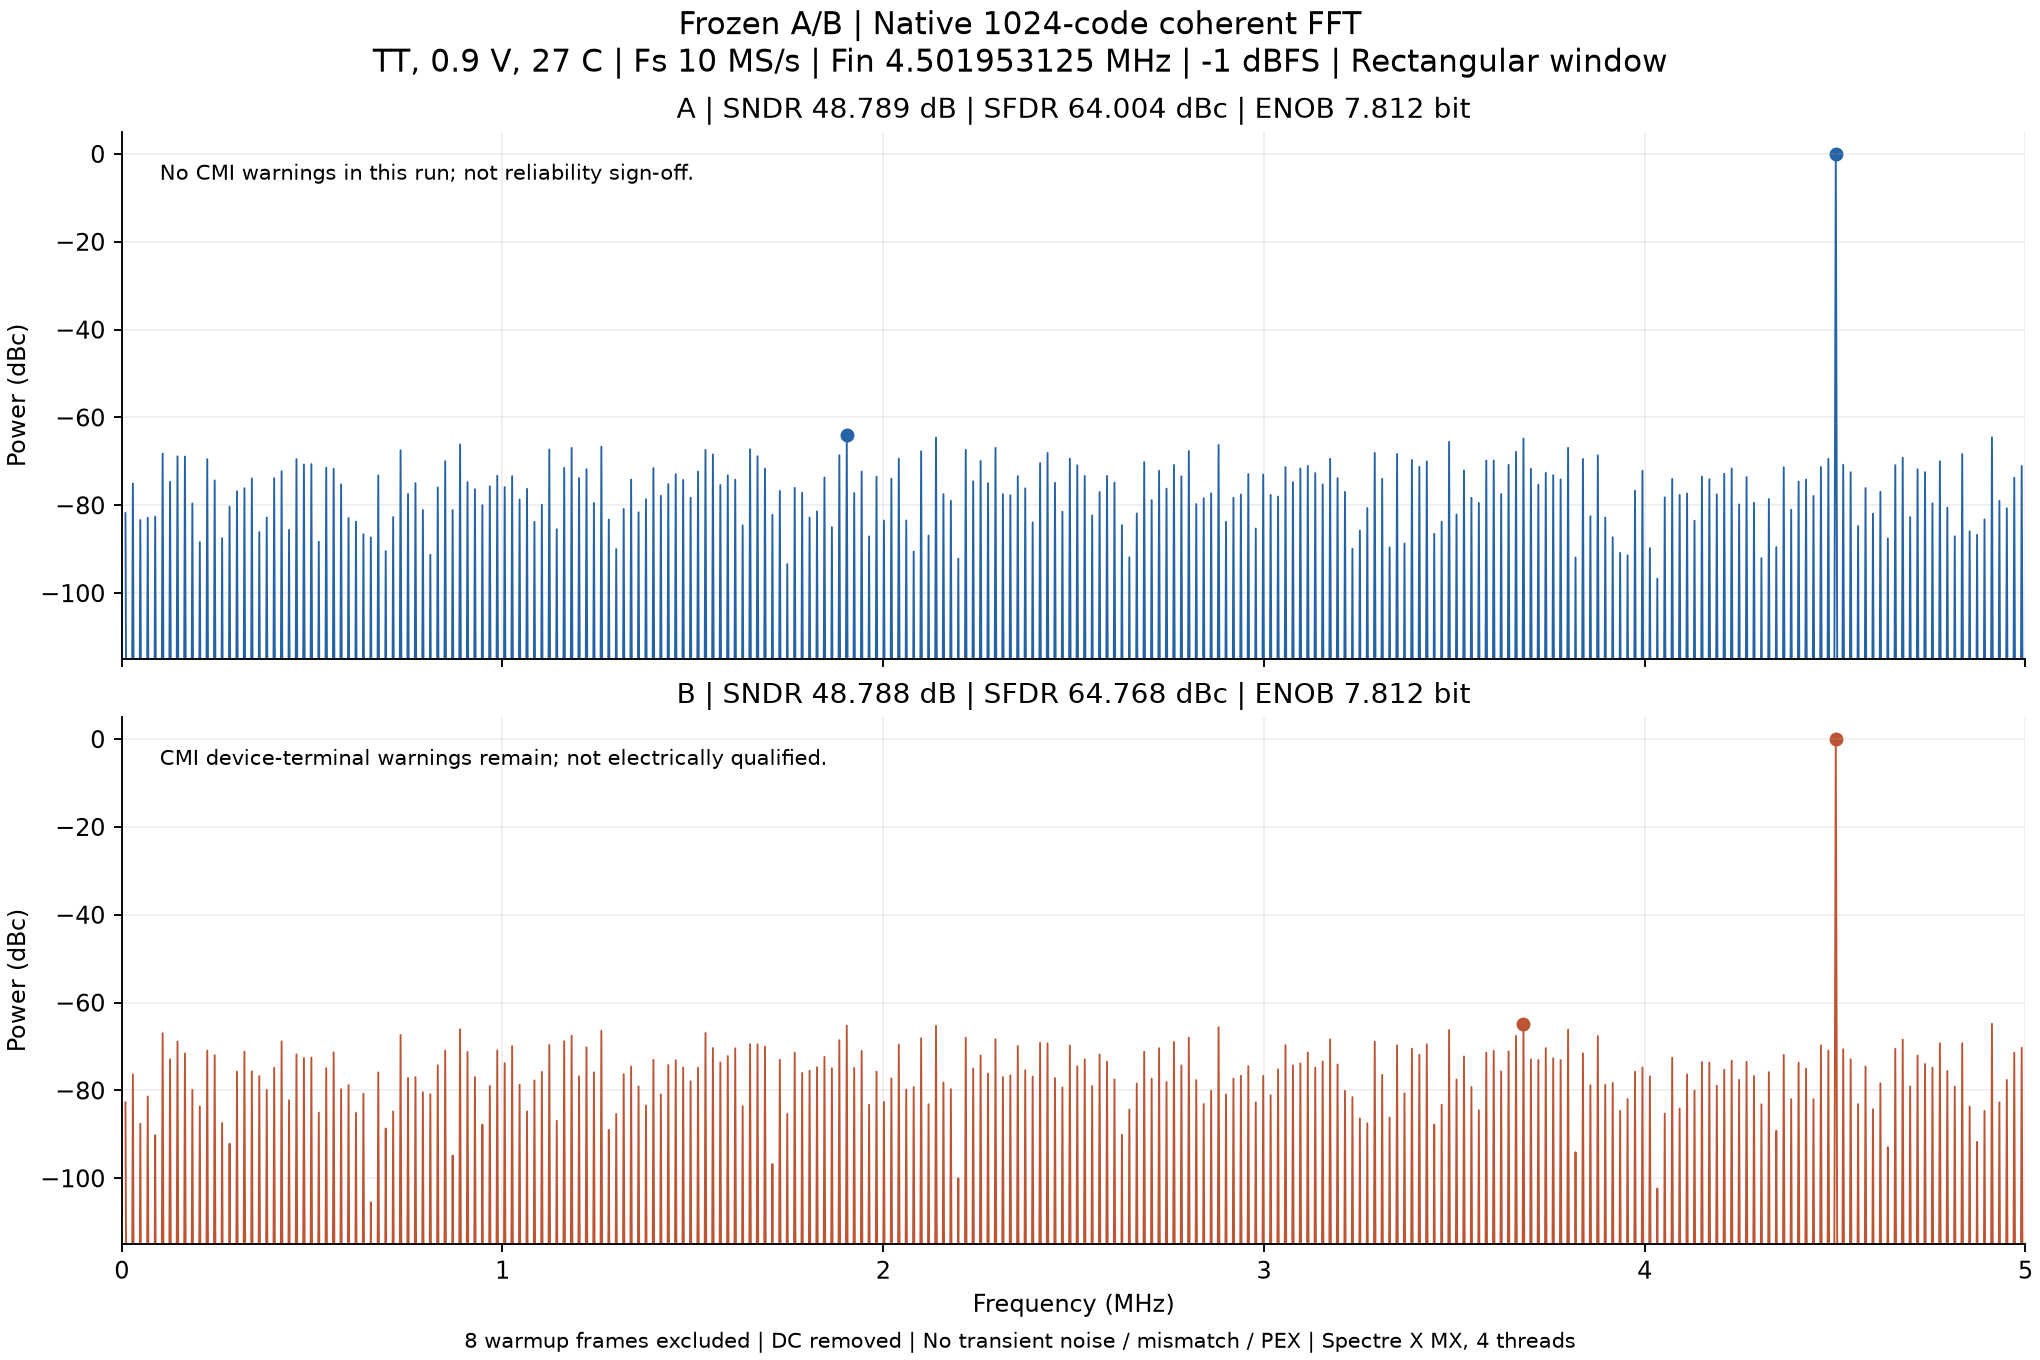 Frozen A/B | Native 1024-code coherent FFT
TT, 0.9 V, 27 C | Fs 10 MS/s | Fin 4.501953125 MHz | -1 dBFS | Rectangular window
A | SNDR 48.789 dB | SFDR 64.004 dBc | ENOB 7.812 bit
No CMI warnings in this run; not reliability sign-off.
Power (dBc)
0
−20
−40
−60
−80
−100
B | SNDR 48.788 dB | SFDR 64.768 dBc | ENOB 7.812 bit
CMI device-terminal warnings remain; not electrically qualified.
Power (dBc)
0
−20
−40
−60
−80
−100
0 1 2 3 4 5
Frequency (MHz)
8 warmup frames excluded | DC removed | No transient noise / mismatch / PEX | Spectre X MX, 4 threads